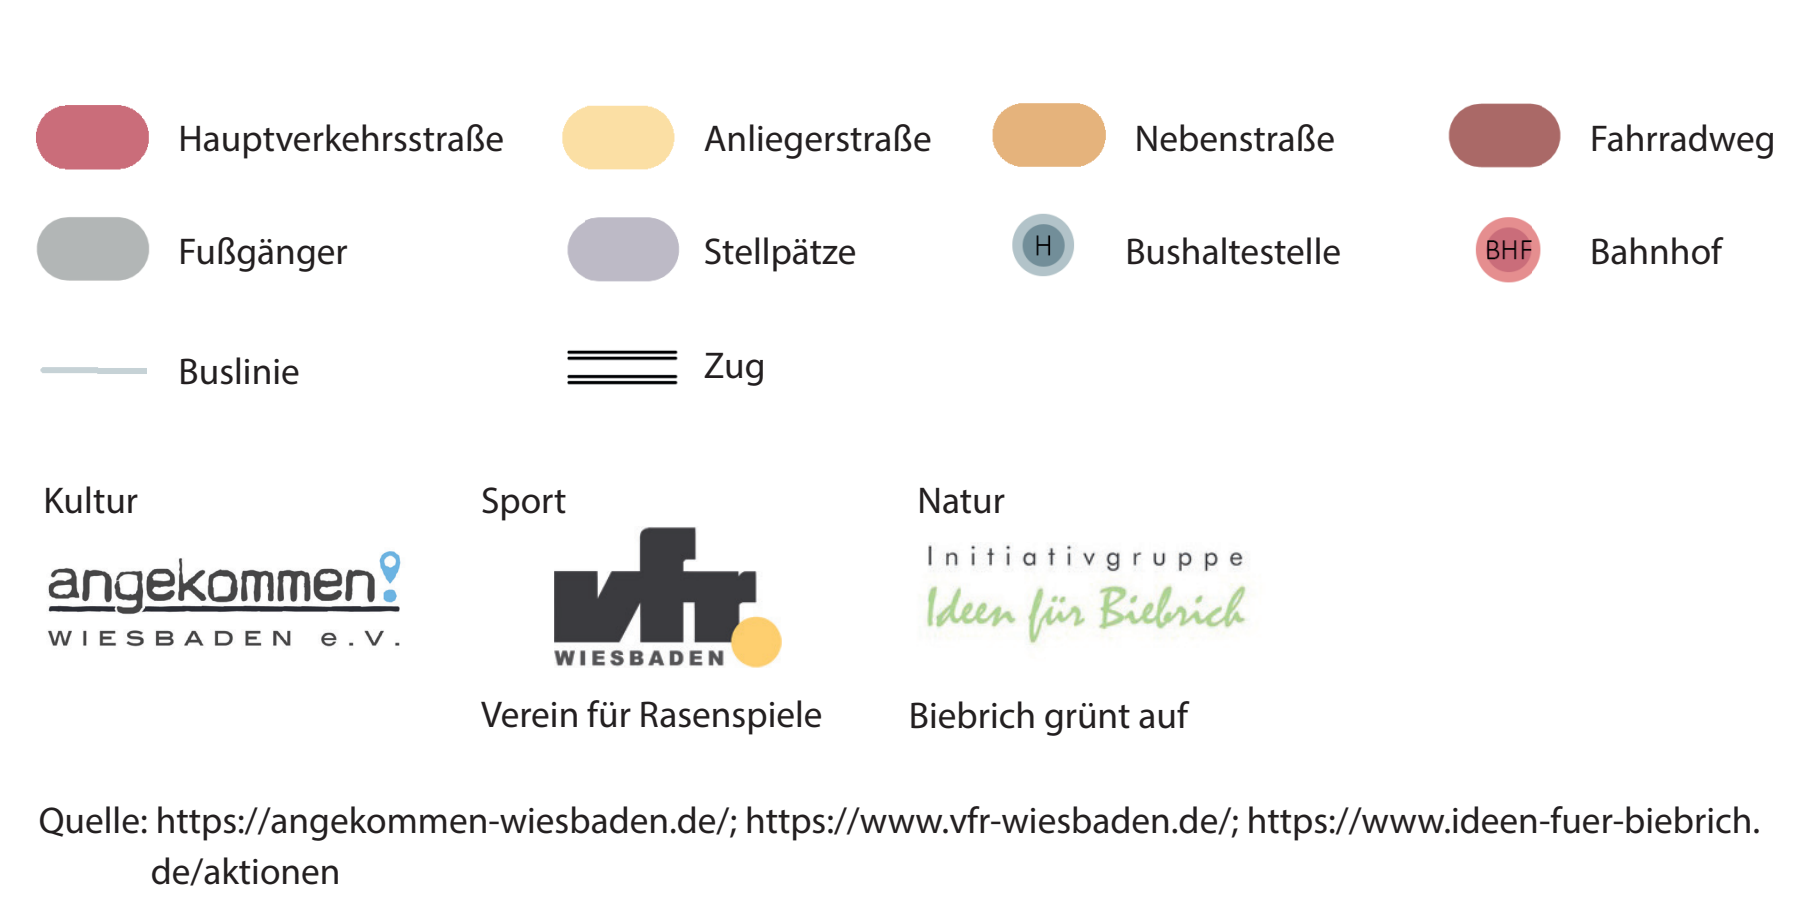 Hauptverkehrsstraße
Anliegerstraße
Nebenstraße
Fahrradweg
Fußgänger
Stellpätze
H
Bushaltestelle
BHF
Bahnhof
Buslinie
Zug
Kultur
angekommen!
WIESBADEN e.V.
Sport
vfr
WIESBADEN
Verein für Rasenspiele
Natur
Initiativgruppe
Ideen für Biebrich
Biebrich grünt auf
Quelle: https://angekommen-wiesbaden.de/; https://www.vfr-wiesbaden.de/; https://www.ideen-fuer-biebrich.
de/aktionen